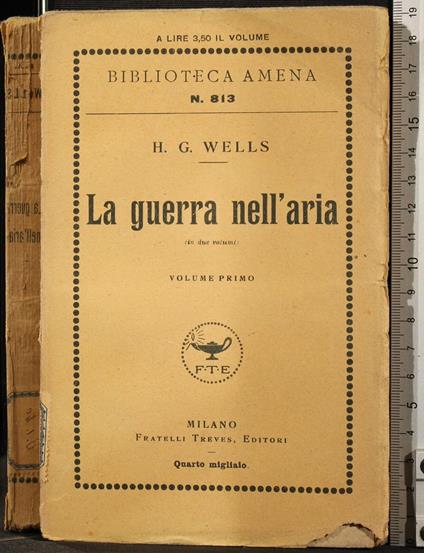 A LIRE 3,50 IL VOLUME
BIBLIOTECA AMENA
N. 813
H. G. WELLS
La guerra nell'aria
(in due volumi)
VOLUME PRIMO
F·T·E
MILANO
FRATELLI TREVES, EDITORI
Quarto migliaio.